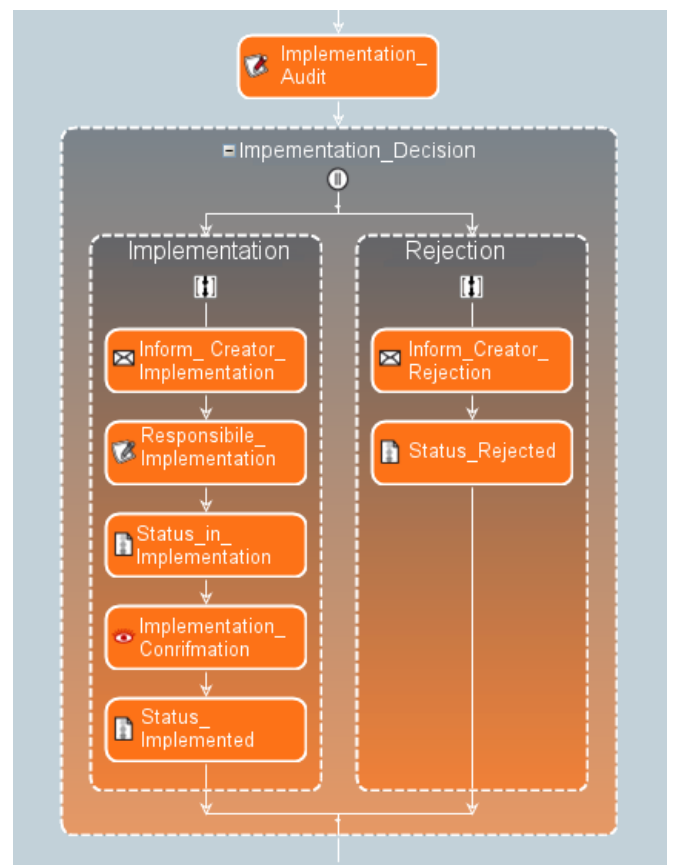 Implementation_
Audit
Impementation_Decision
Implementation
Rejection
Inform_ Creator_
Implementation
Responsibile_
Implementation
Status_in_
Implementation
Implementation_
Conrifmation
Status_
Implemented
Inform_Creator_
Rejection
Status_Rejected